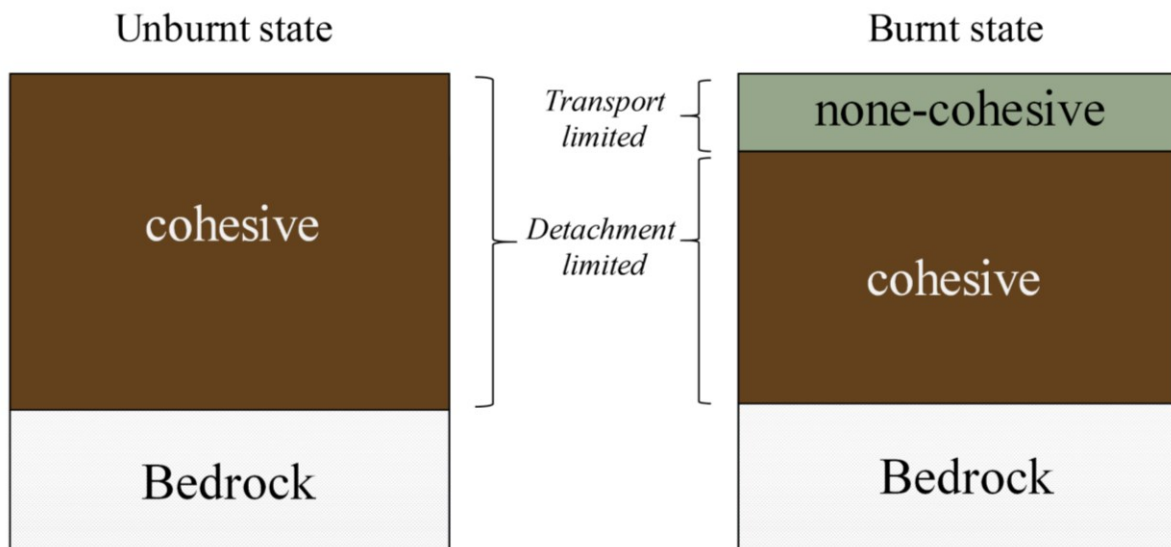 Unburnt state
Burnt state
Transport
limited
none-cohesive
cohesive
Detachment
limited
cohesive
Bedrock
Bedrock